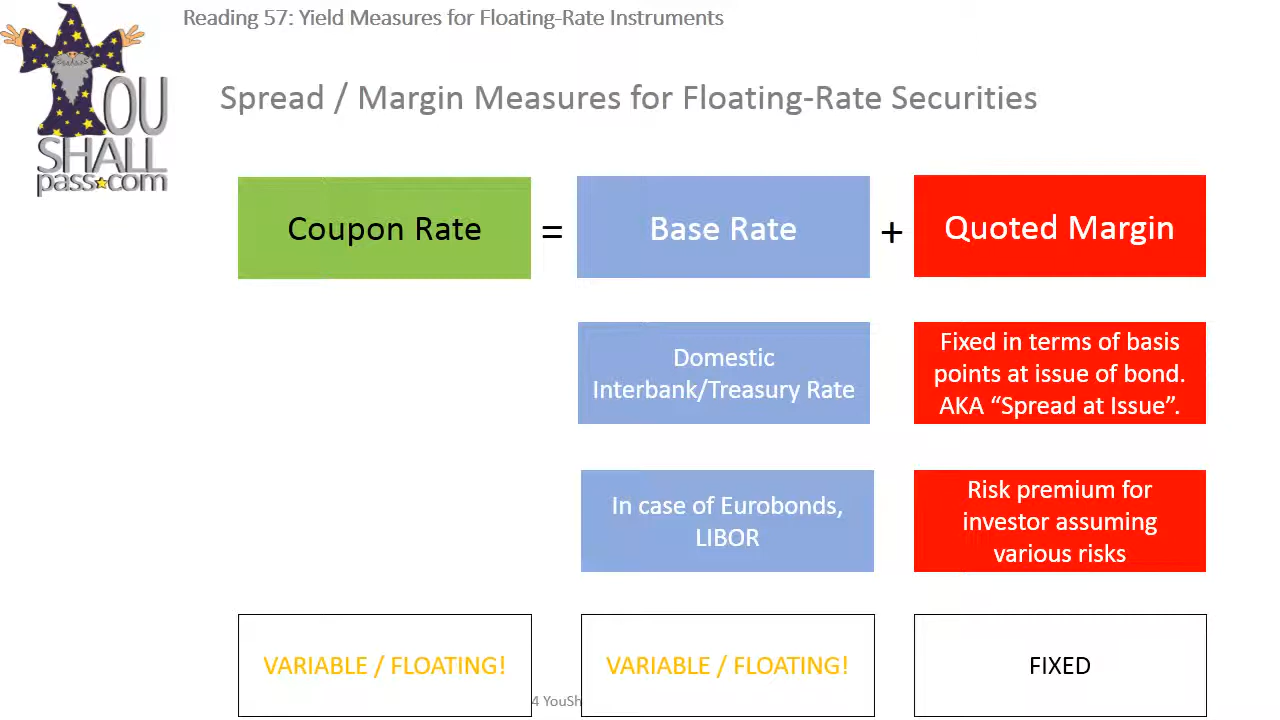 Reading 57: Yield Measures for Floating-Rate Instruments
YOU
SHALL
pass.com
Spread / Margin Measures for Floating-Rate Securities
Coupon Rate = Base Rate + Quoted Margin
Domestic
Interbank/Treasury Rate
Fixed in terms of basis
points at issue of bond.
AKA “Spread at Issue”.
In case of Eurobonds,
LIBOR
Risk premium for
investor assuming
various risks
VARIABLE / FLOATING!
VARIABLE / FLOATING!
FIXED
4 YouSh